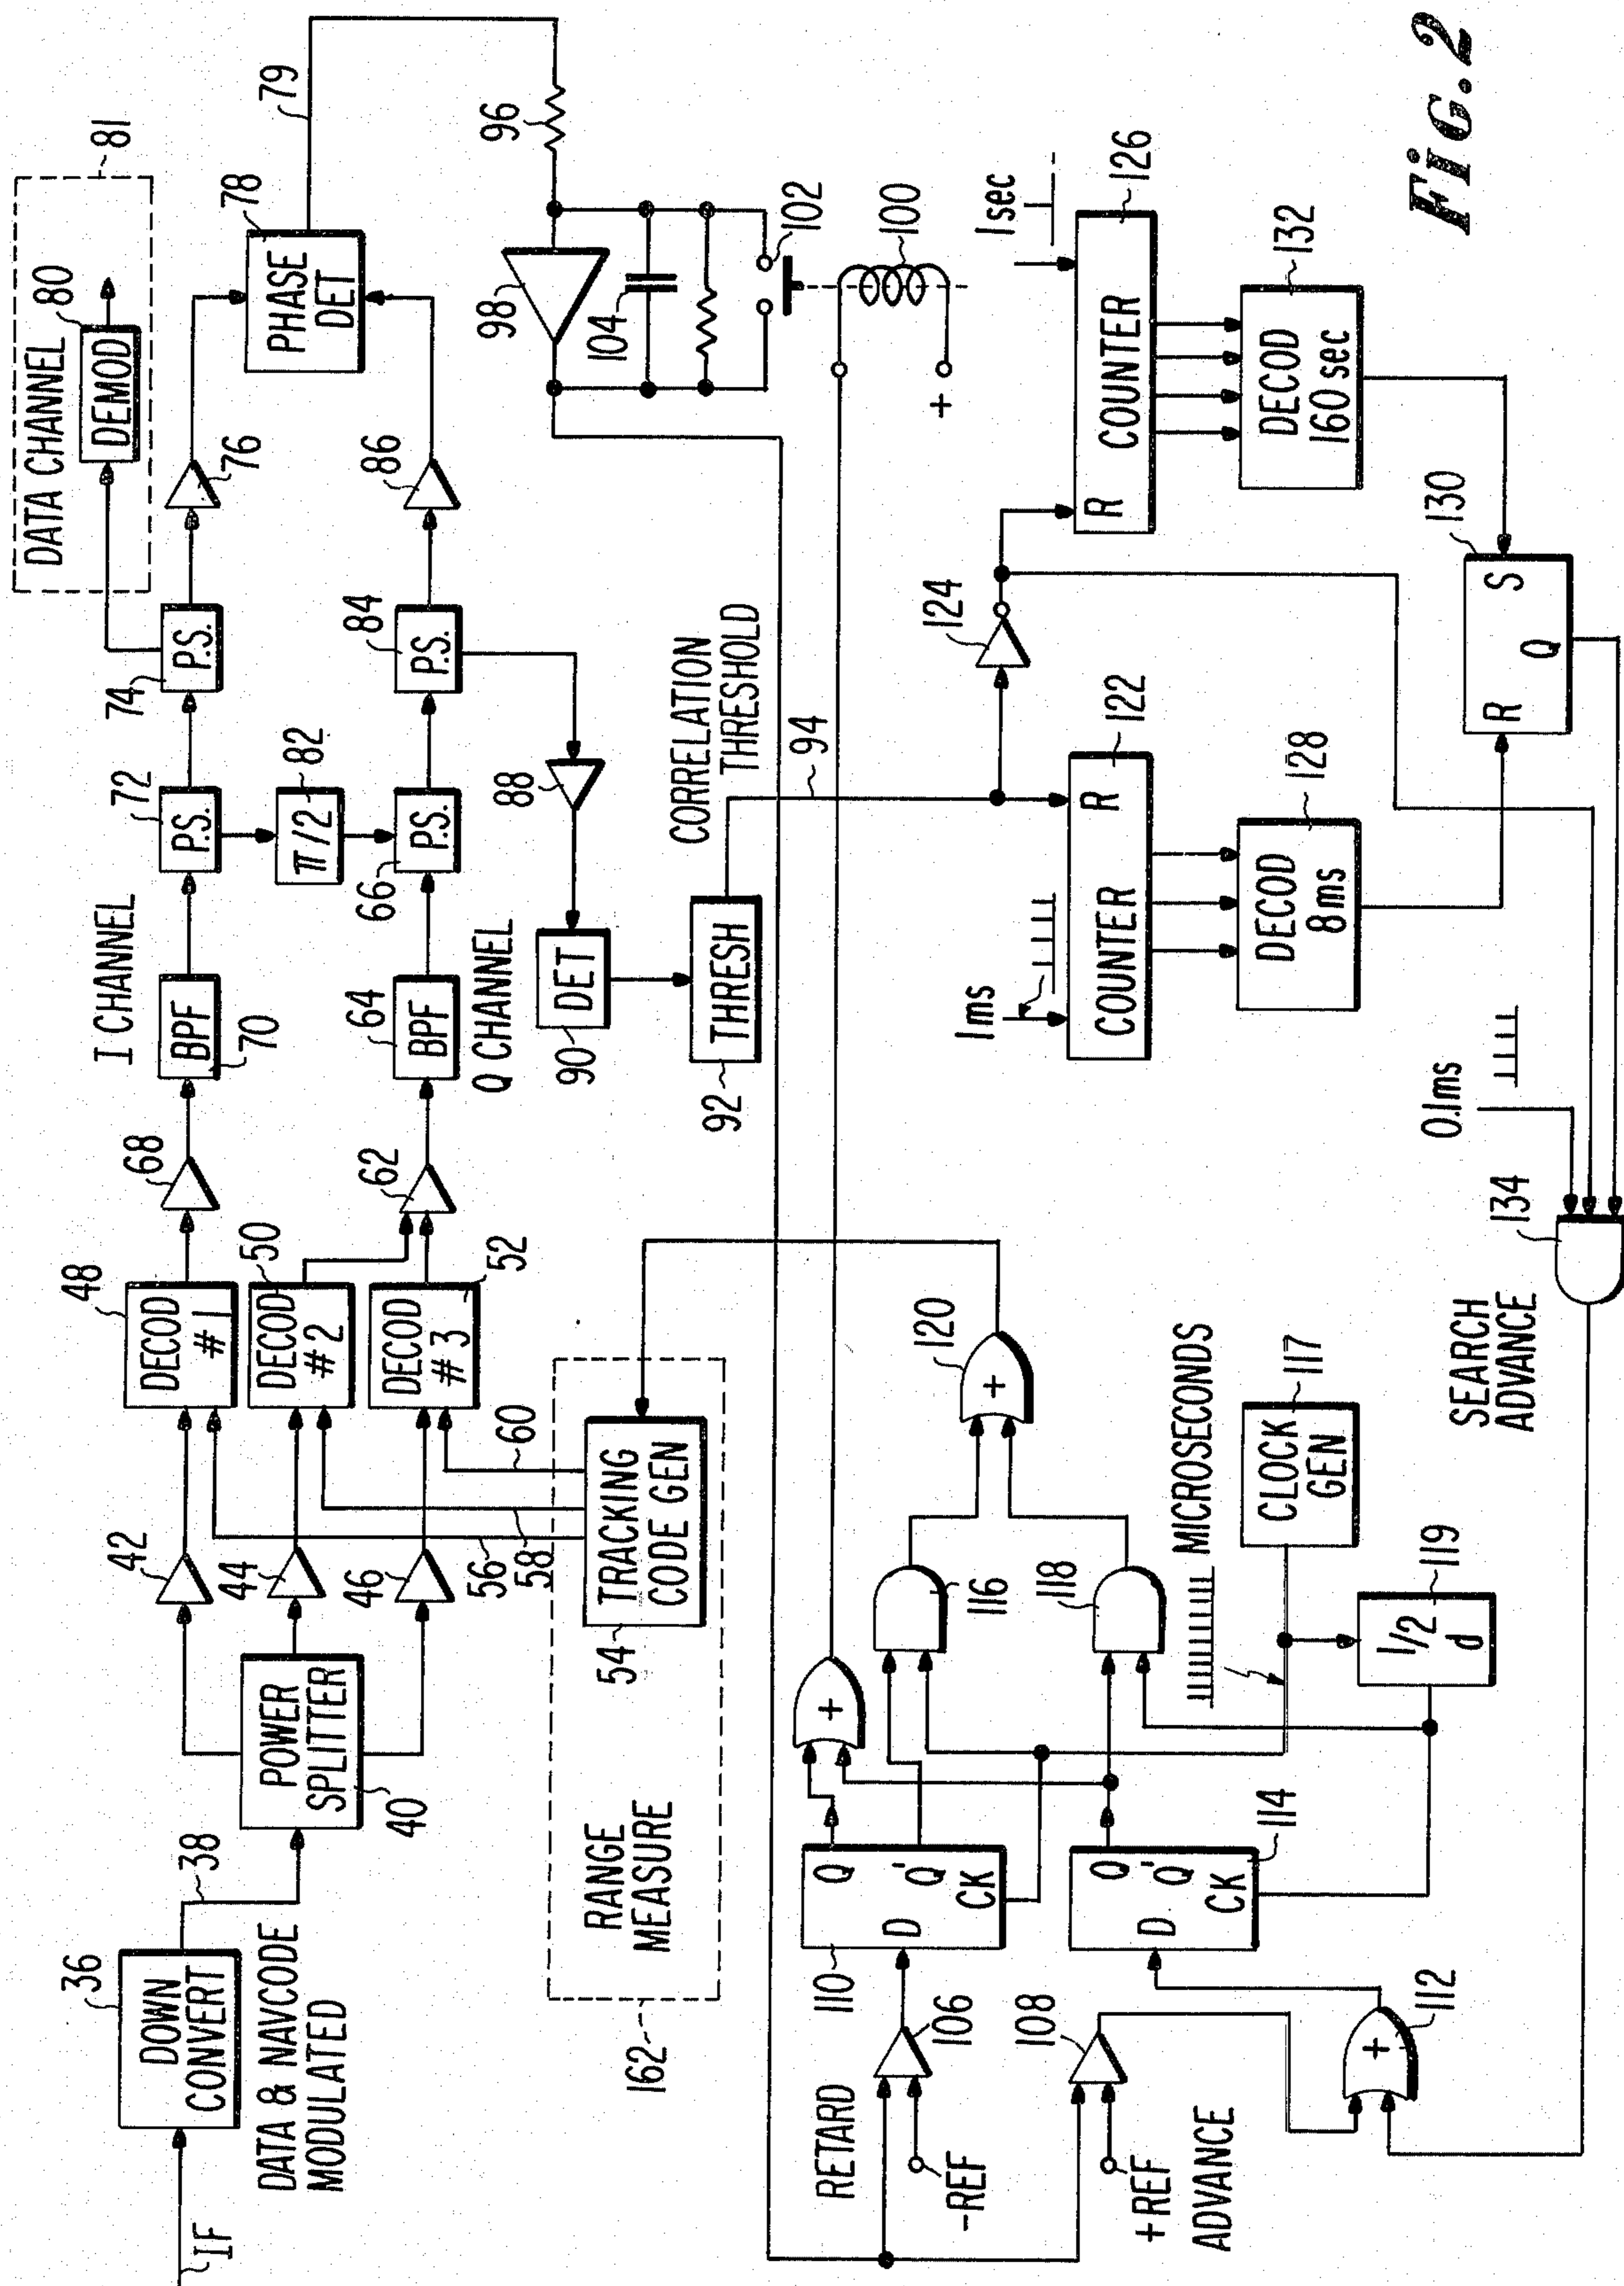 IF
36
DOWN
CONVERT
DATA & NAVCODE
MODULATED
38
POWER
SPLITTER
40
42
44
46
48
DECOD
#1
50
DECOD
#2
DECOD
#3
52
56
58
60
TRACKING
CODE GEN
54
RANGE
MEASURE
162
68
62
I CHANNEL
BPF
70
64
BPF
Q CHANNEL
72
P.S.
π/2
82
66
P.S.
74
P.S.
84
P.S.
DATA CHANNEL
80
DEMOD
81
76
86
78
PHASE
DET
79
88
DET
90
THRESH
92
CORRELATION
THRESHOLD
94
96
98
104
102
100
+
RETARD
-REF
106
108
+REF
ADVANCE
110
D
Q
Q'
CK
112
+
114
D
Q
Q'
CK
+
116
118
120
+
MICROSECONDS
CLOCK
GEN
117
1/2
d
119
SEARCH
ADVANCE
134
0.1ms
1ms
COUNTER
R
122
DECOD
8ms
128
124
1sec
R
COUNTER
126
DECOD
160sec
132
130
R
S
Q
Fig. 2